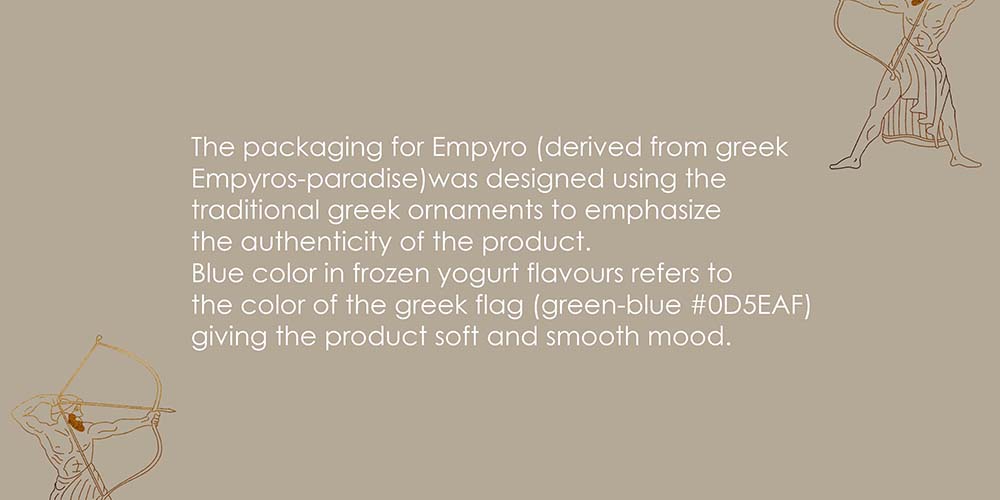 The packaging for Empyro (derived from greek
Empyros-paradise)was designed using the
traditional greek ornaments to emphasize
the authenticity of the product.
Blue color in frozen yogurt flavours refers to
the color of the greek flag (green-blue #0D5EAF)
giving the product soft and smooth mood.